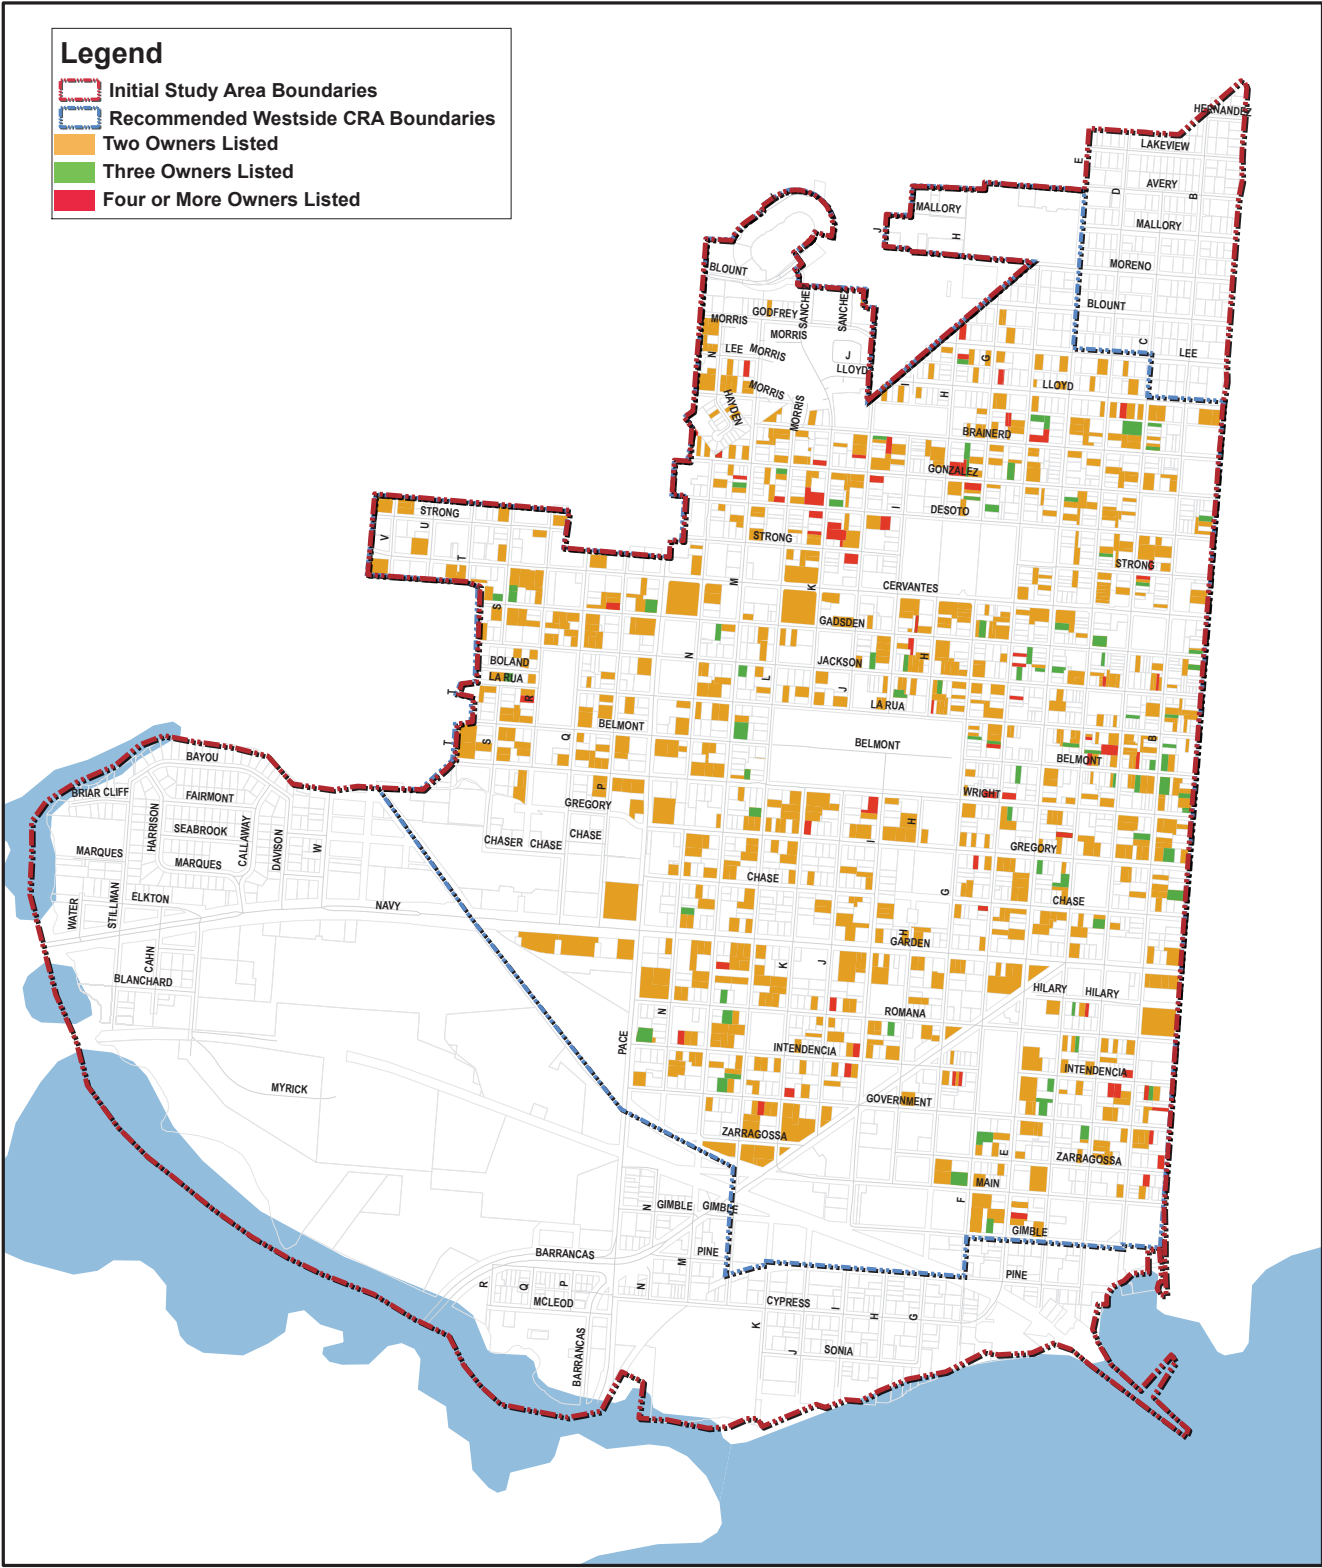 Legend
Initial Study Area Boundaries
Recommended Westside CRA Boundaries
Two Owners Listed
Three Owners Listed
Four or More Owners Listed
HERNANDEZ
LAKEVIEW
E
AVERY
D
B
MALLORY
MALLORY
J
H
MORENO
BLOUNT
BLOUNT
SANCHEZ
SANCHEZ
GODFREY
MORRIS
MORRIS
C
LEE
N
LEE
MORRIS
J
LLOYD
G
LLOYD
I
H
MORRIS
HAYDEN
MORRIS
BRAINERD
GONZALEZ
STRONG
U
V
T
I
DESOTO
STRONG
STRONG
M
K
CERVANTES
S
GADSDEN
BOLAND
LA RUA
N
JACKSON
H
L
J
T
R
LA RUA
BELMONT
T
S
Q
BELMONT
B
BELMONT
BAYOU
BRIAR CLIFF
FAIRMONT
HARRISON
SEABROOK
CALLAWAY
DAVISON
W
MARQUES
MARQUES
P
GREGORY
WRIGHT
CHASER
CHASE
CHASE
H
I
GREGORY
CHASE
G
CHASE
WATER
STILLMAN
ELKTON
NAVY
CAHN
BLANCHARD
H
GARDEN
K
J
HILARY
HILARY
N
ROMANA
PACE
INTENDENCIA
INTENDENCIA
MYRICK
GOVERNMENT
ZARRAGOSSA
E
ZARRAGOSSA
MAIN
F
N
GIMBLE
GIMBLE
GIMBLE
BARRANCAS
M
PINE
PINE
R
Q
P
N
MCLEOD
CYPRESS
I
H
G
K
J
SONIA
BARRANCAS